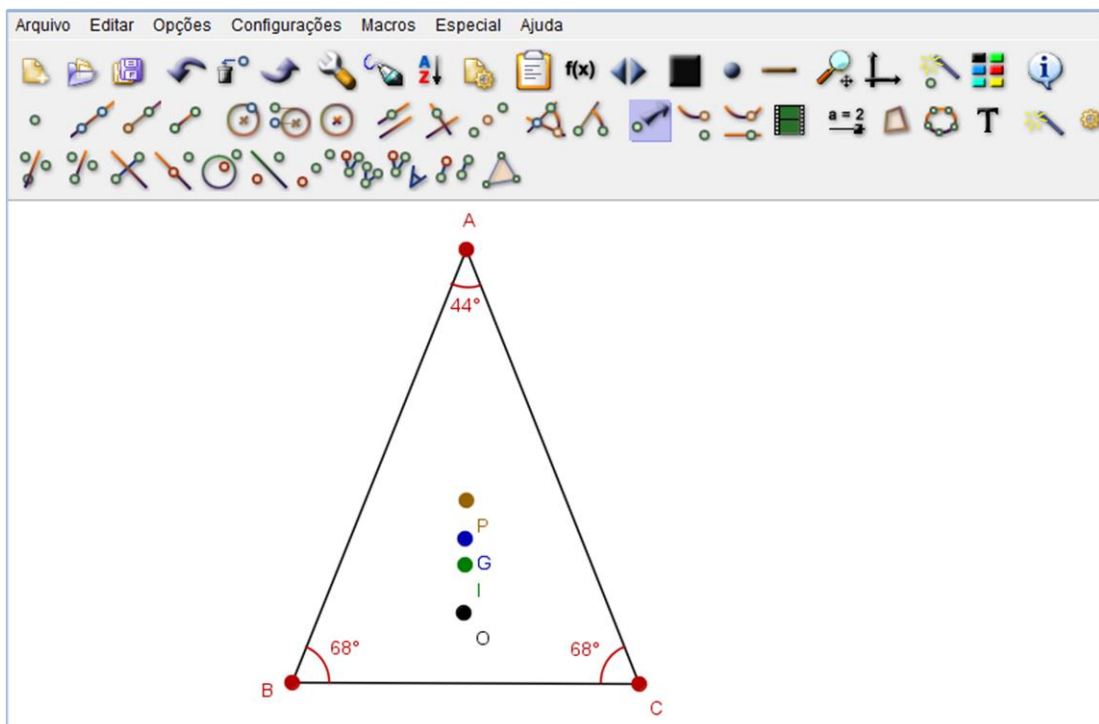 Arquivo Editar Opções Configurações Macros Especial Ajuda
A
Z
f(x)
a = 2
T
A
44°
P
G
I
O
68°
68°
B
C